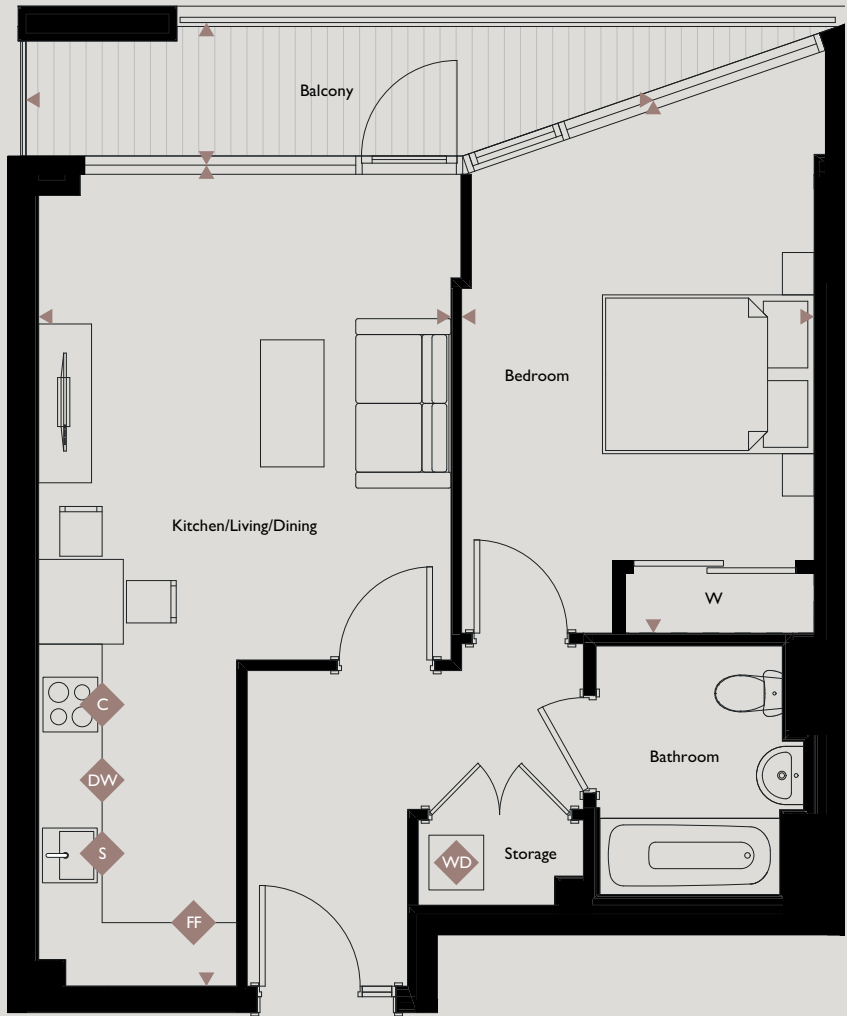 Balcony
Bedroom
Kitchen/Living/Dining
W
C
Bathroom
DW
S
WD
Storage
FF